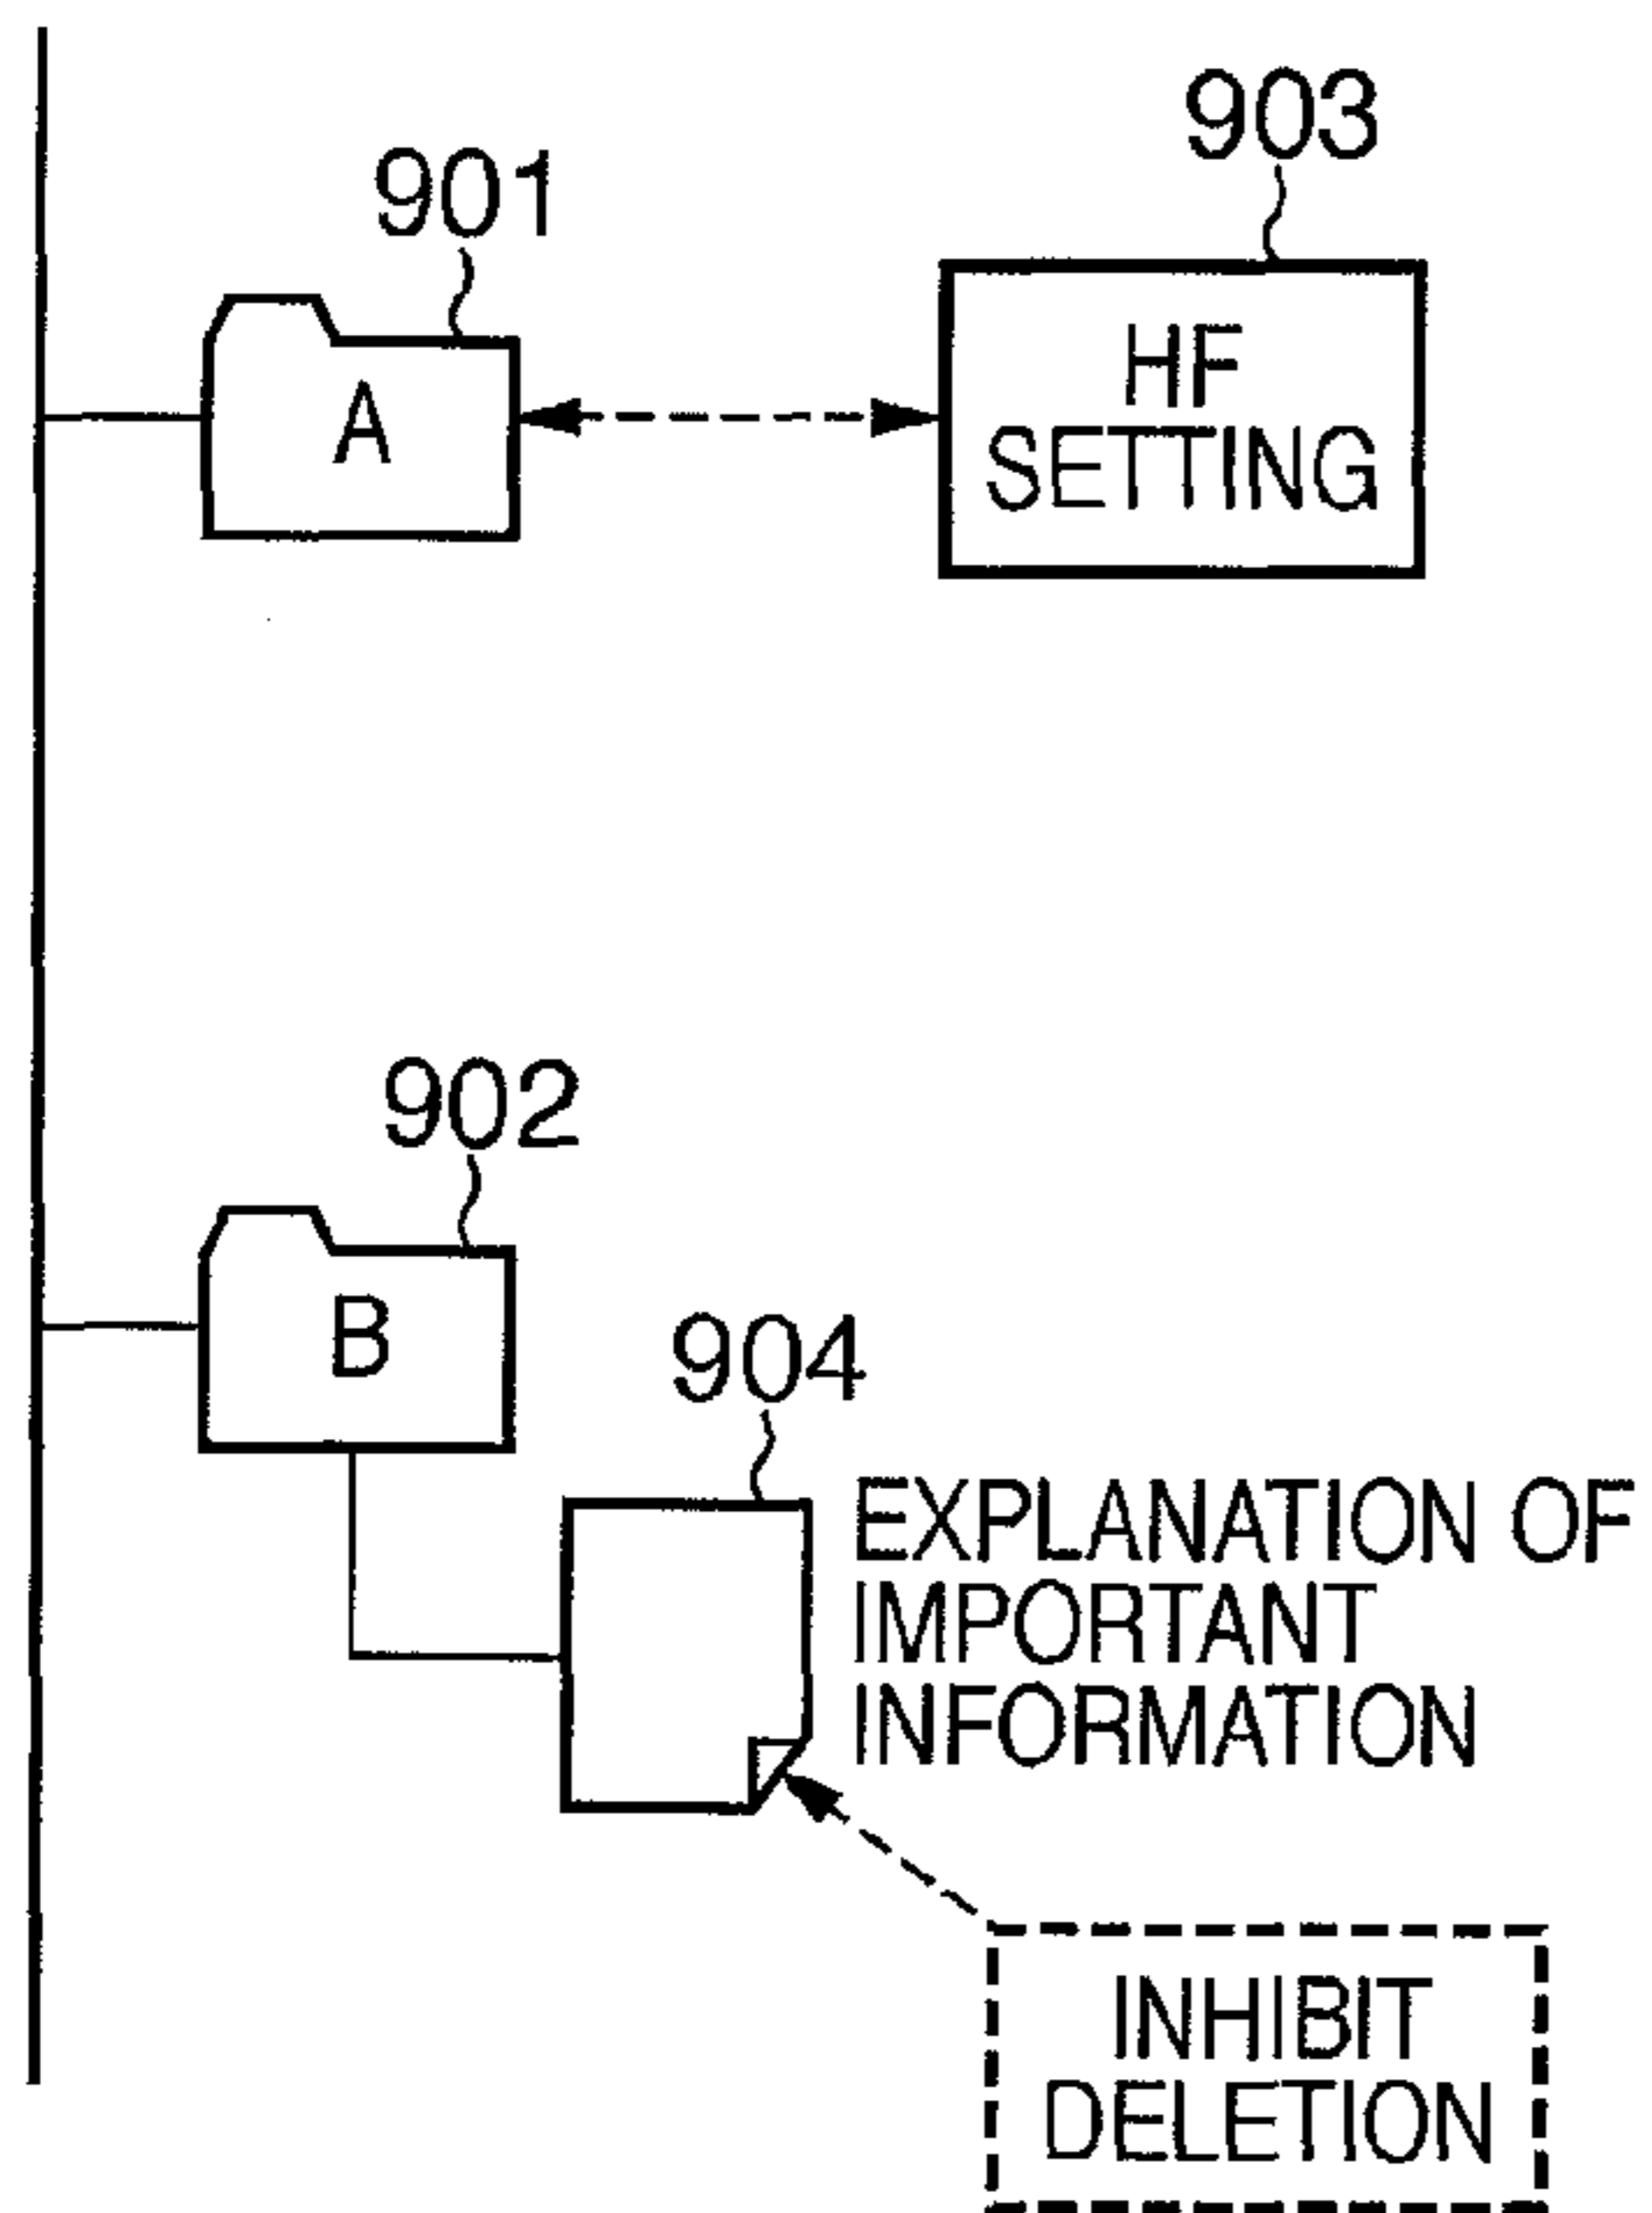 903
901
HF
SETTING
A
902
B
904
EXPLANATION OF
IMPORTANT
INFORMATION
INHIBIT
DELETION